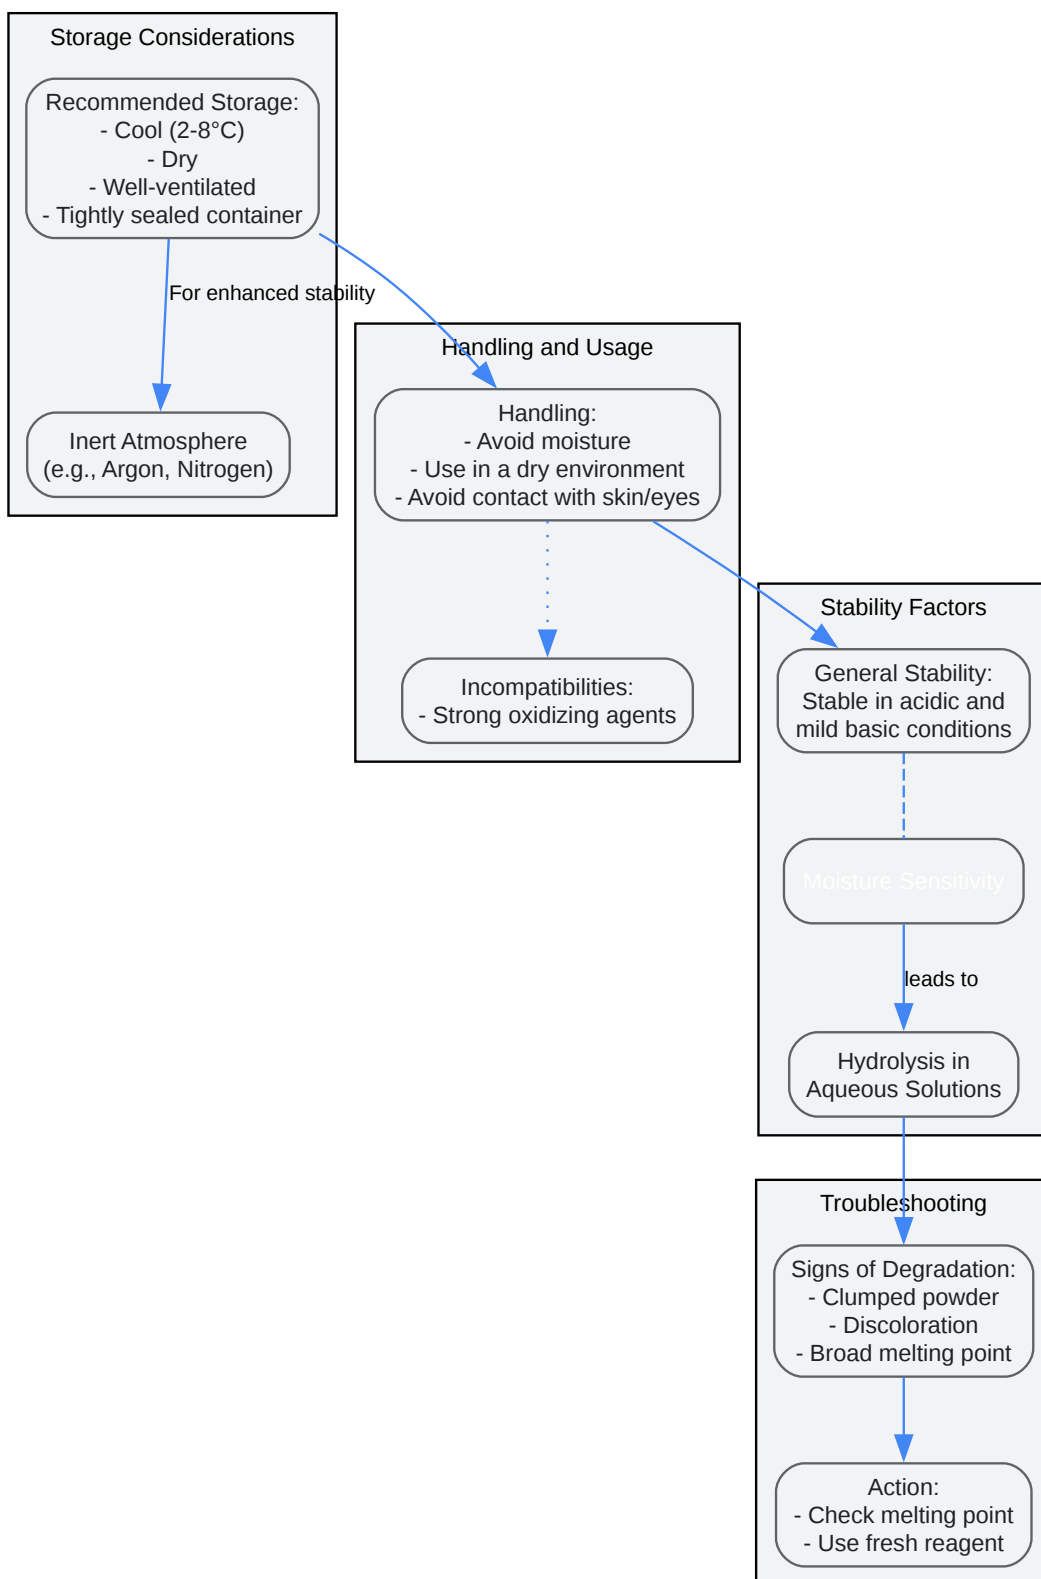 Storage Considerations
Recommended Storage:
- Cool (2-8°C)
- Dry
- Well-ventilated
- Tightly sealed container
For enhanced stability
Inert Atmosphere
(e.g., Argon, Nitrogen)
Handling and Usage
Handling:
- Avoid moisture
- Use in a dry environment
- Avoid contact with skin/eyes
Incompatibilities:
- Strong oxidizing agents
Stability Factors
General Stability:
Stable in acidic and
mild basic conditions
Moisture Sensitivity
leads to
Hydrolysis in
Aqueous Solutions
Troubleshooting
Signs of Degradation:
- Clumped powder
- Discoloration
- Broad melting point
Action:
- Check melting point
- Use fresh reagent